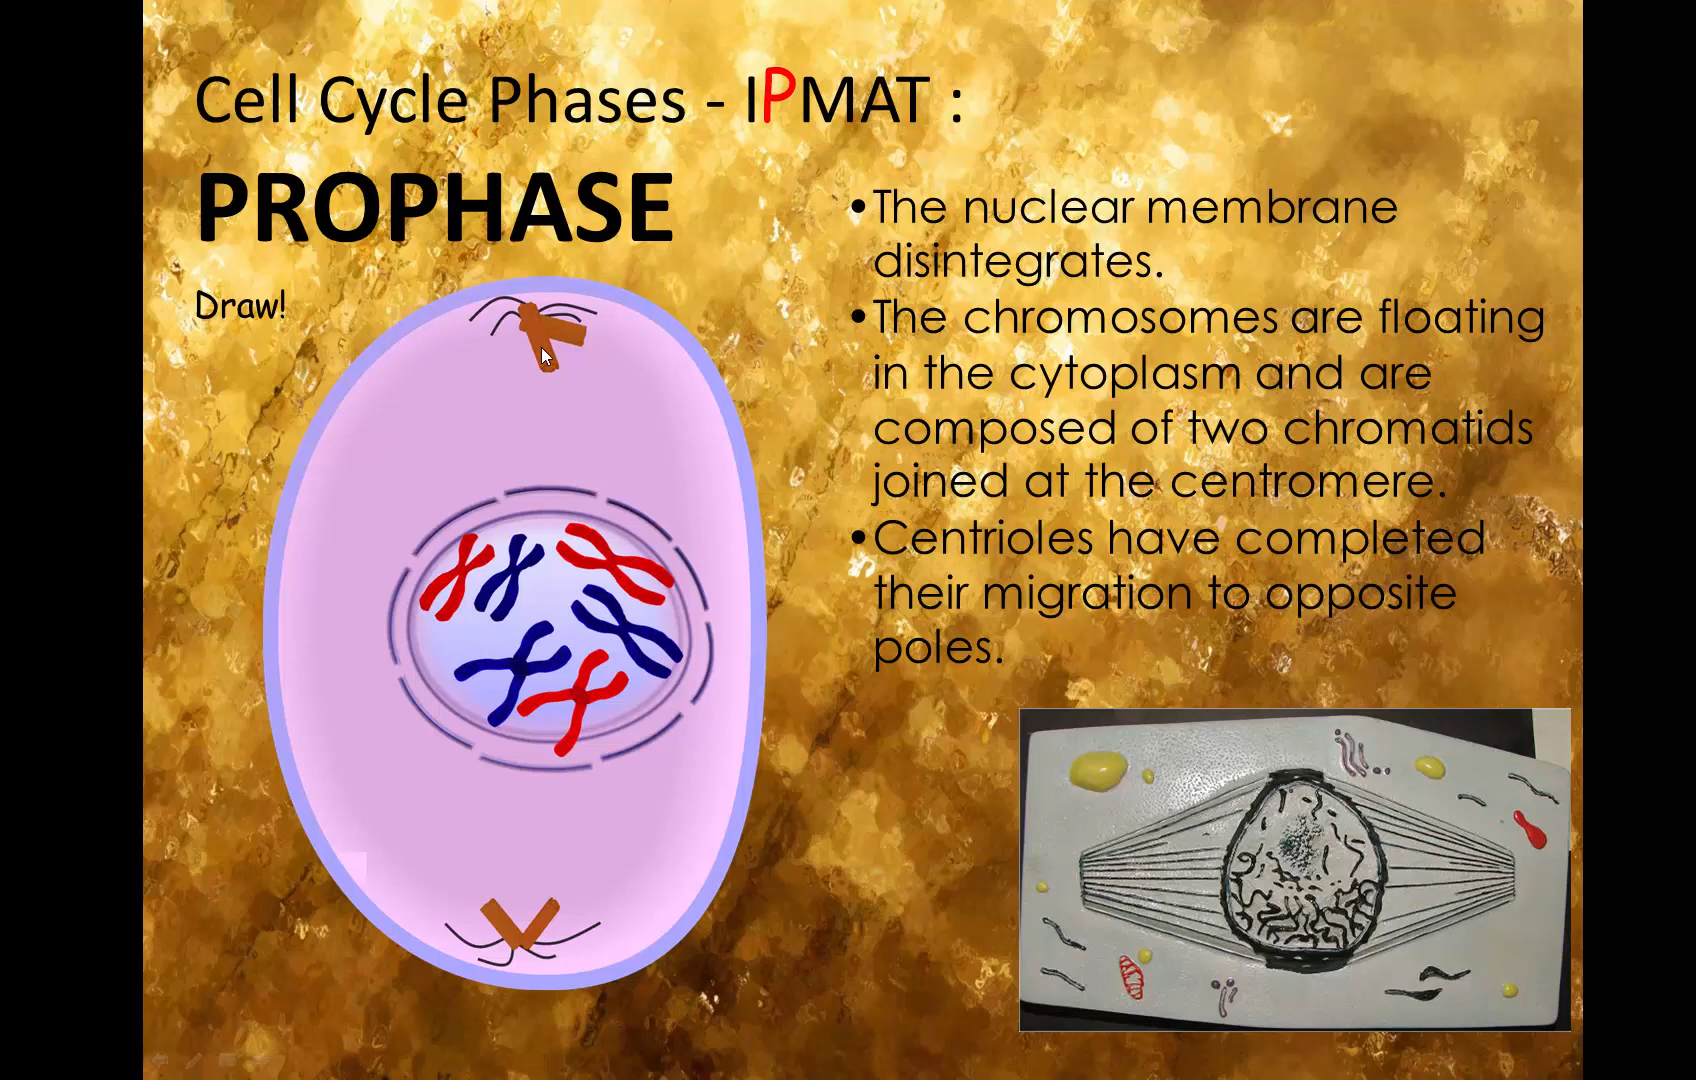 Cell Cycle Phases - IPMAT :
PROPHASE
Draw!
•The nuclear membrane
disintegrates.
•The chromosomes are floating
in the cytoplasm and are
composed of two chromatids
joined at the centromere.
•Centrioles have completed
their migration to opposite
poles.